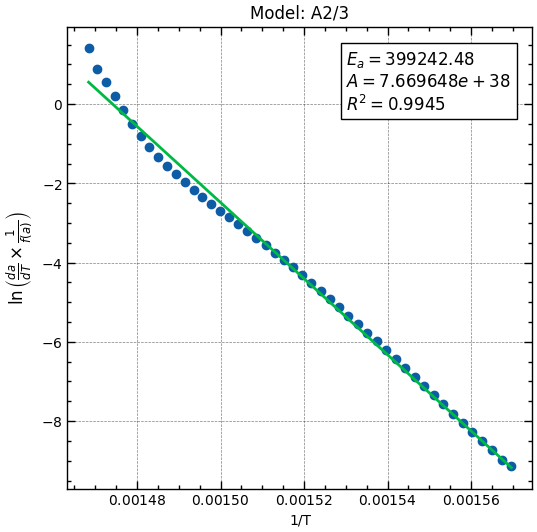 Model: A2/3
E_a = 399242.48
A = 7.669648e + 38
R^2 = 0.9945
0
−2
−4
−6
−8
ln(da/dT × 1/f(a))
0.00148 0.00150 0.00152 0.00154 0.00156
1/T